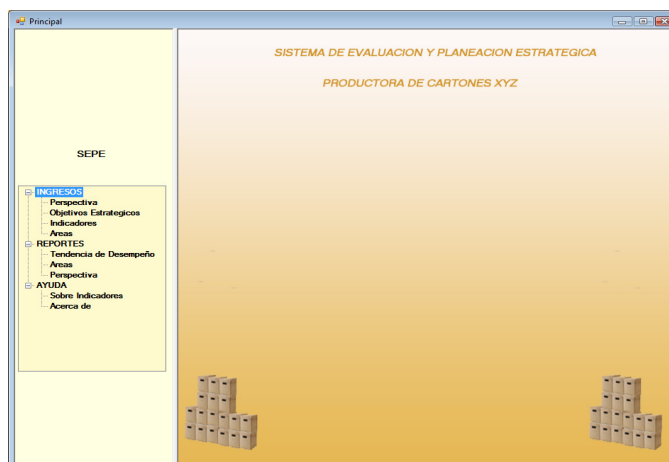 Principal
SISTEMA DE EVALUACION Y PLANEACION ESTRATEGICA
PRODUCTORA DE CARTONES XYZ
SEPE
INGRESOS
Perspectiva
Objetivos Estrategicos
Indicadores
Areas
REPORTES
Tendencia de Desempeño
Areas
Perspectiva
AYUDA
Sobre Indicadores
Acerca de